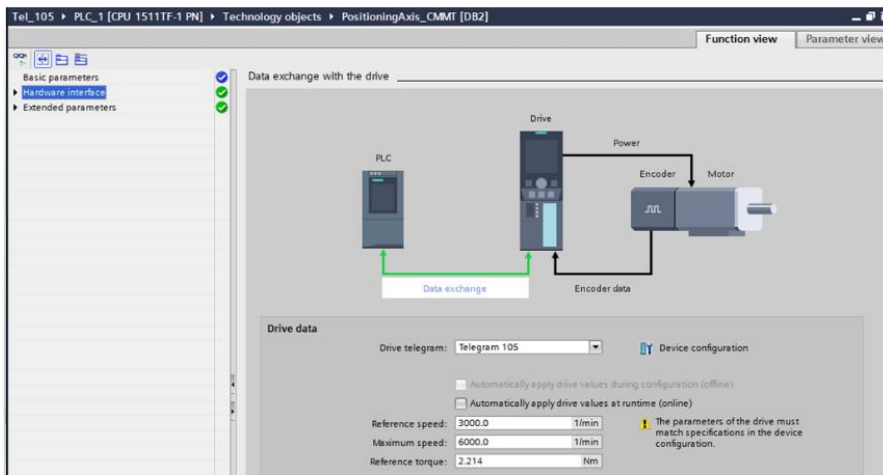 Tel_105 ▸ PLC_1 [CPU 1511TF-1 PN] ▸ Technology objects ▸ PositioningAxis_CMMT [DB2]
Function view
Parameter view
Basic parameters
Hardware interface
Extended parameters
Data exchange with the drive
Drive
Power
PLC
Encoder Motor
Data exchange
Encoder data
Drive data
Drive telegram: Telegram 105
Device configuration
Automatically apply drive values during configuration (offline)
Automatically apply drive values at runtime (online)
Reference speed: 3000.0 1/min
Maximum speed: 6000.0 1/min
Reference torque: 2.214 Nm
The parameters of the drive must
match specifications in the device
configuration.